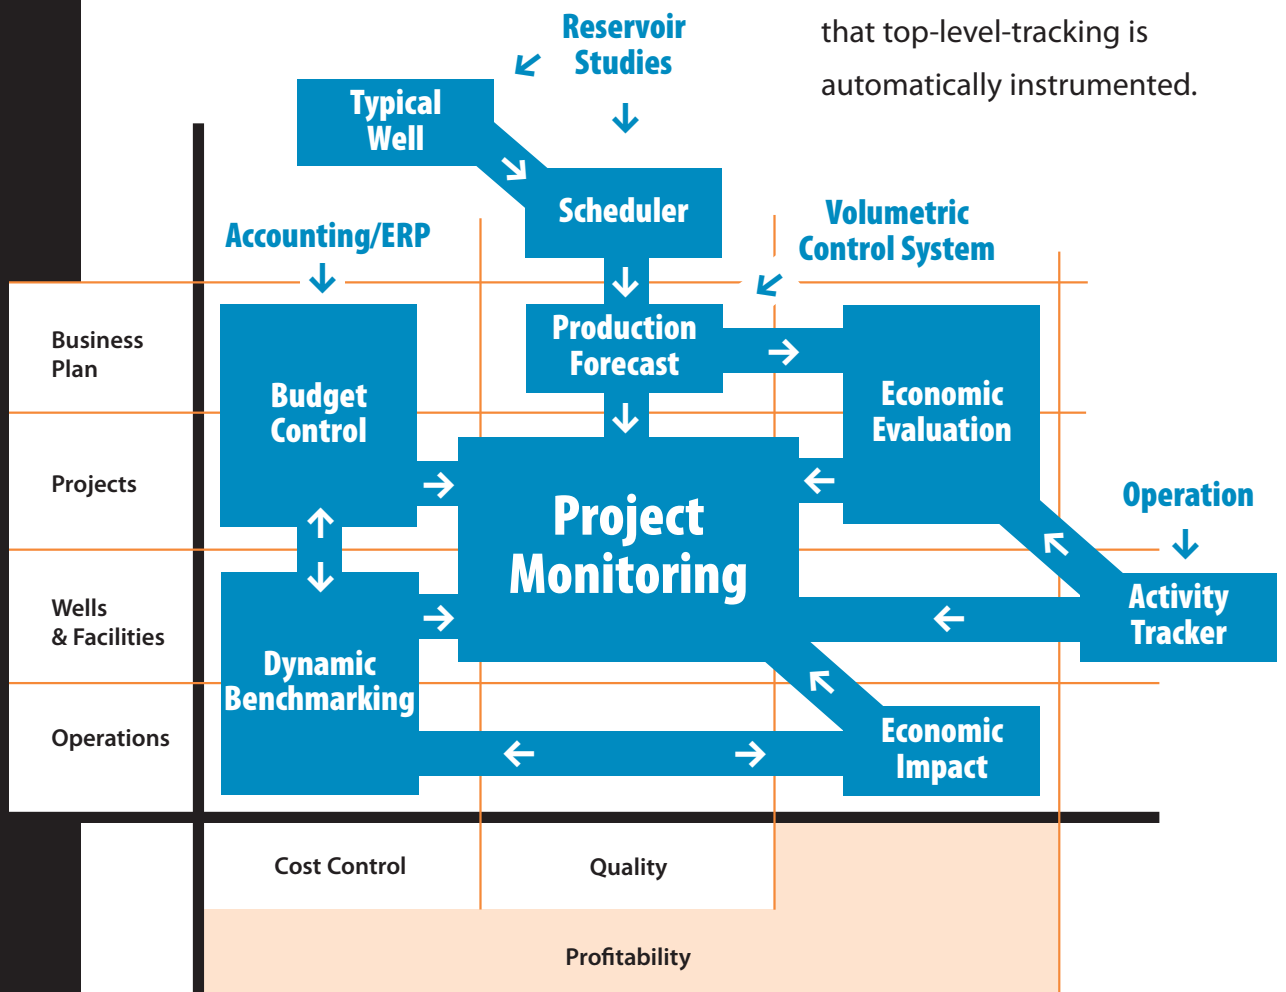 that top-level-tracking is
automatically instrumented.
Reservoir
Studies
Typical
Well
Scheduler
Volumetric
Control System
Accounting/ERP
Business
Plan
Production
Forecast
Budget
Control
Economic
Evaluation
Projects
Operation
Project
Monitoring
Wells
& Facilities
Activity
Tracker
Dynamic
Benchmarking
Operations
Economic
Impact
Cost Control
Quality
Profitability